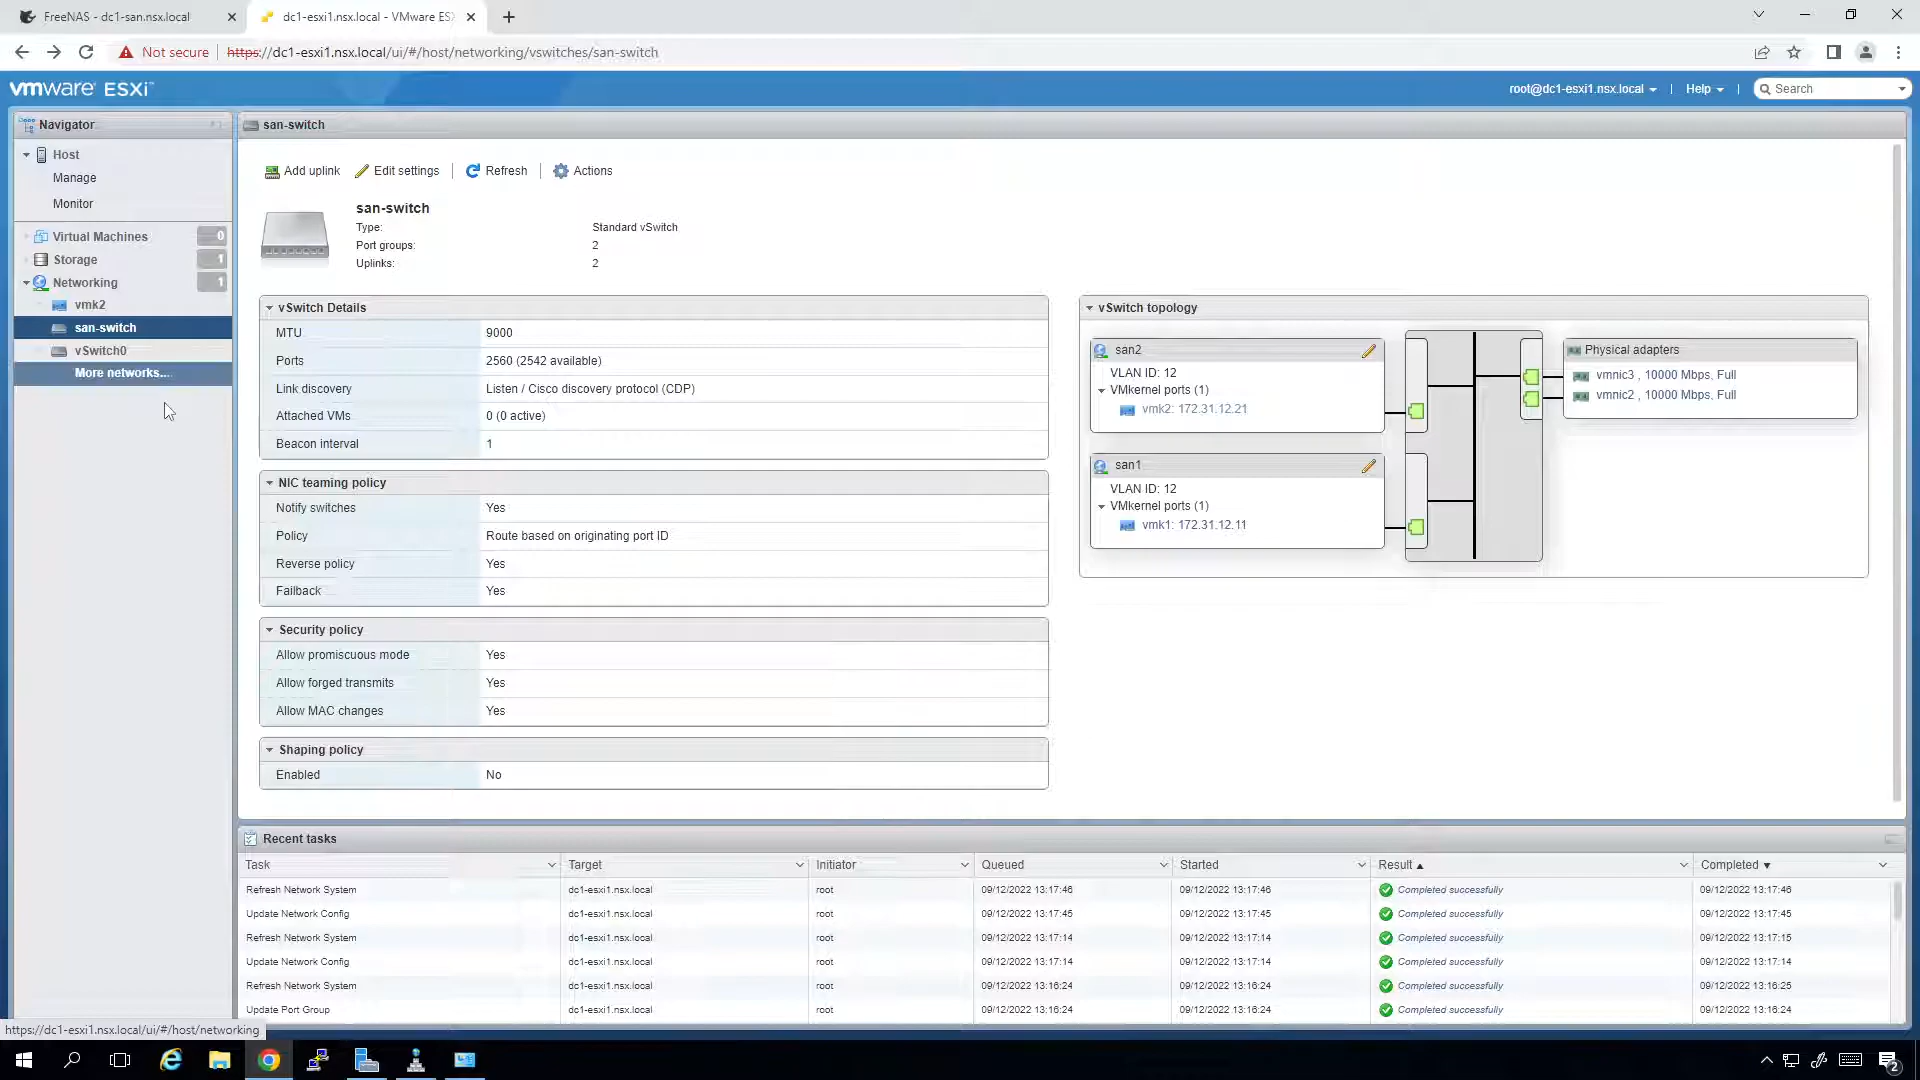 FreeNAS - dc1-san.nsx.local
dc1-esxi1.nsx.local - VMware ESX
Not secure
https://dc1-esxi1.nsx.local/ui/#/host/networking/vswitches/san-switch
vmware ESXi
root@dc1-esxi1.nsx.local
Help
Search
Navigator
Host
Manage
Monitor
Virtual Machines 0
Storage 1
Networking 1
vmk2
san-switch
vSwitch0
More networks...
san-switch
Add uplink
Edit settings
Refresh
Actions
san-switch
Type: Standard vSwitch
Port groups: 2
Uplinks: 2
vSwitch Details
MTU 9000
Ports 2560 (2542 available)
Link discovery Listen / Cisco discovery protocol (CDP)
Attached VMs 0 (0 active)
Beacon interval 1
NIC teaming policy
Notify switches Yes
Policy Route based on originating port ID
Reverse policy Yes
Failback Yes
Security policy
Allow promiscuous mode Yes
Allow forged transmits Yes
Allow MAC changes Yes
Shaping policy
Enabled No
vSwitch topology
san2
VLAN ID: 12
VMkernel ports (1)
vmk2: 172.31.12.21
san1
VLAN ID: 12
VMkernel ports (1)
vmk1: 172.31.12.11
Physical adapters
vmnic3 , 10000 Mbps, Full
vmnic2 , 10000 Mbps, Full
Recent tasks
Task Target Initiator Queued Started Result Completed
Refresh Network System dc1-esxi1.nsx.local root 09/12/2022 13:17:46 09/12/2022 13:17:46 Completed successfully 09/12/2022 13:17:46
Update Network Config dc1-esxi1.nsx.local root 09/12/2022 13:17:45 09/12/2022 13:17:45 Completed successfully 09/12/2022 13:17:45
Refresh Network System dc1-esxi1.nsx.local root 09/12/2022 13:17:14 09/12/2022 13:17:14 Completed successfully 09/12/2022 13:17:15
Update Network Config dc1-esxi1.nsx.local root 09/12/2022 13:17:14 09/12/2022 13:17:14 Completed successfully 09/12/2022 13:17:14
Refresh Network System dc1-esxi1.nsx.local root 09/12/2022 13:16:24 09/12/2022 13:16:24 Completed successfully 09/12/2022 13:16:25
Update Port Group dc1-esxi1.nsx.local root 09/12/2022 13:16:24 09/12/2022 13:16:24 Completed successfully 09/12/2022 13:16:24
https://dc1-esxi1.nsx.local/ui/#/host/networking
2